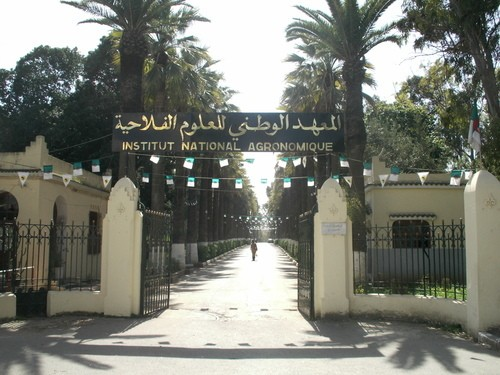 المعهد الوطني للعلوم الفلاحية
INSTITUT NATIONAL AGRONOMIQUE